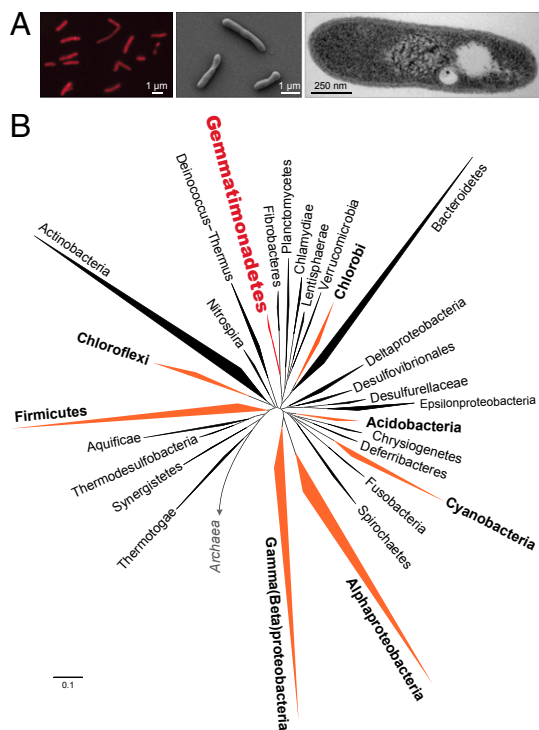 A
1 µm
1 µm
250 nm
B
Gemmatimonadetes
Deinococcus–Thermus
Fibrobacteres
Planctomycetes
Chlamydiae
Lentisphaerae
Verrucomicrobia
Chlorobi
Bacteroidetes
Actinobacteria
Nitrospira
Chloroflexi
Deltaproteobacteria
Desulfovibrionales
Desulfurellaceae
Epsilonproteobacteria
Firmicutes
Acidobacteria
Chrysiogenetes
Deferribacteres
Aquificae
Thermodesulfobacteria
Synergistetes
Thermotogae
Archaea
Cyanobacteria
Fusobacteria
Spirochaetes
Gamma(Beta)proteobacteria
Alphaproteobacteria
0.1